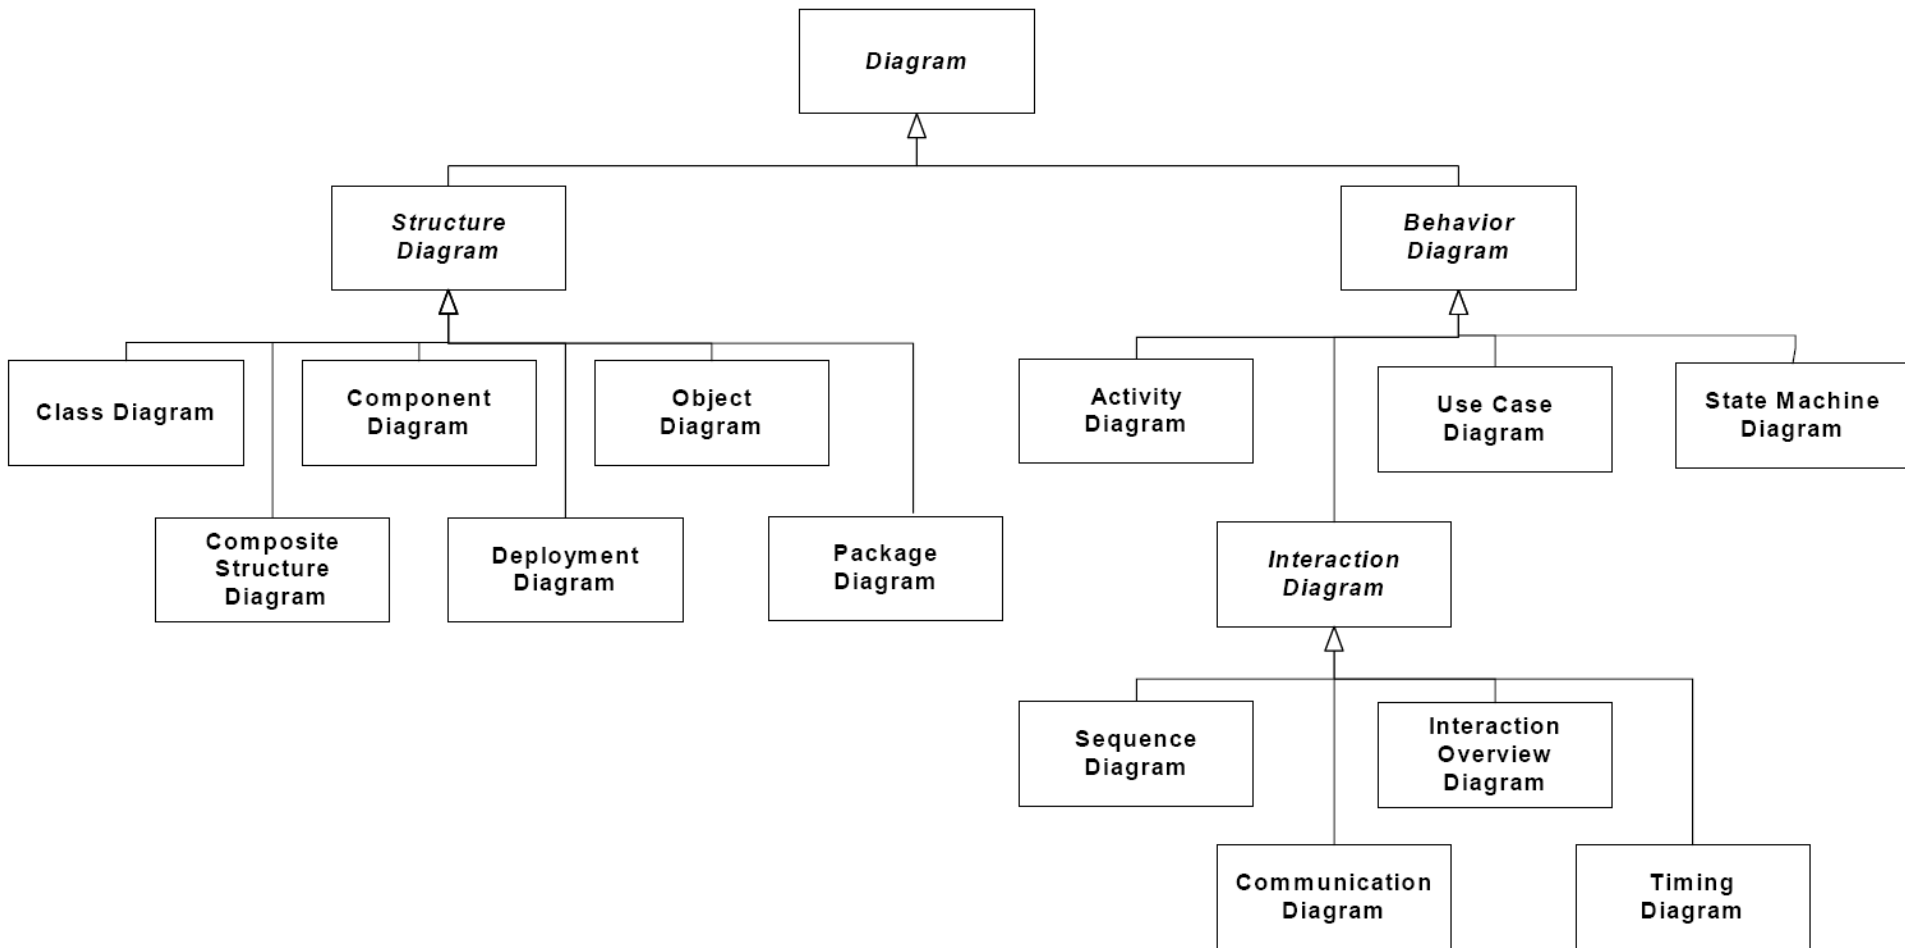 Diagram
Structure
Diagram
Behavior
Diagram
Class Diagram
Component
Diagram
Object
Diagram
Activity
Diagram
Use Case
Diagram
State Machine
Diagram
Composite
Structure
Diagram
Deployment
Diagram
Package
Diagram
Interaction
Diagram
Sequence
Diagram
Interaction
Overview
Diagram
Communication
Diagram
Timing
Diagram